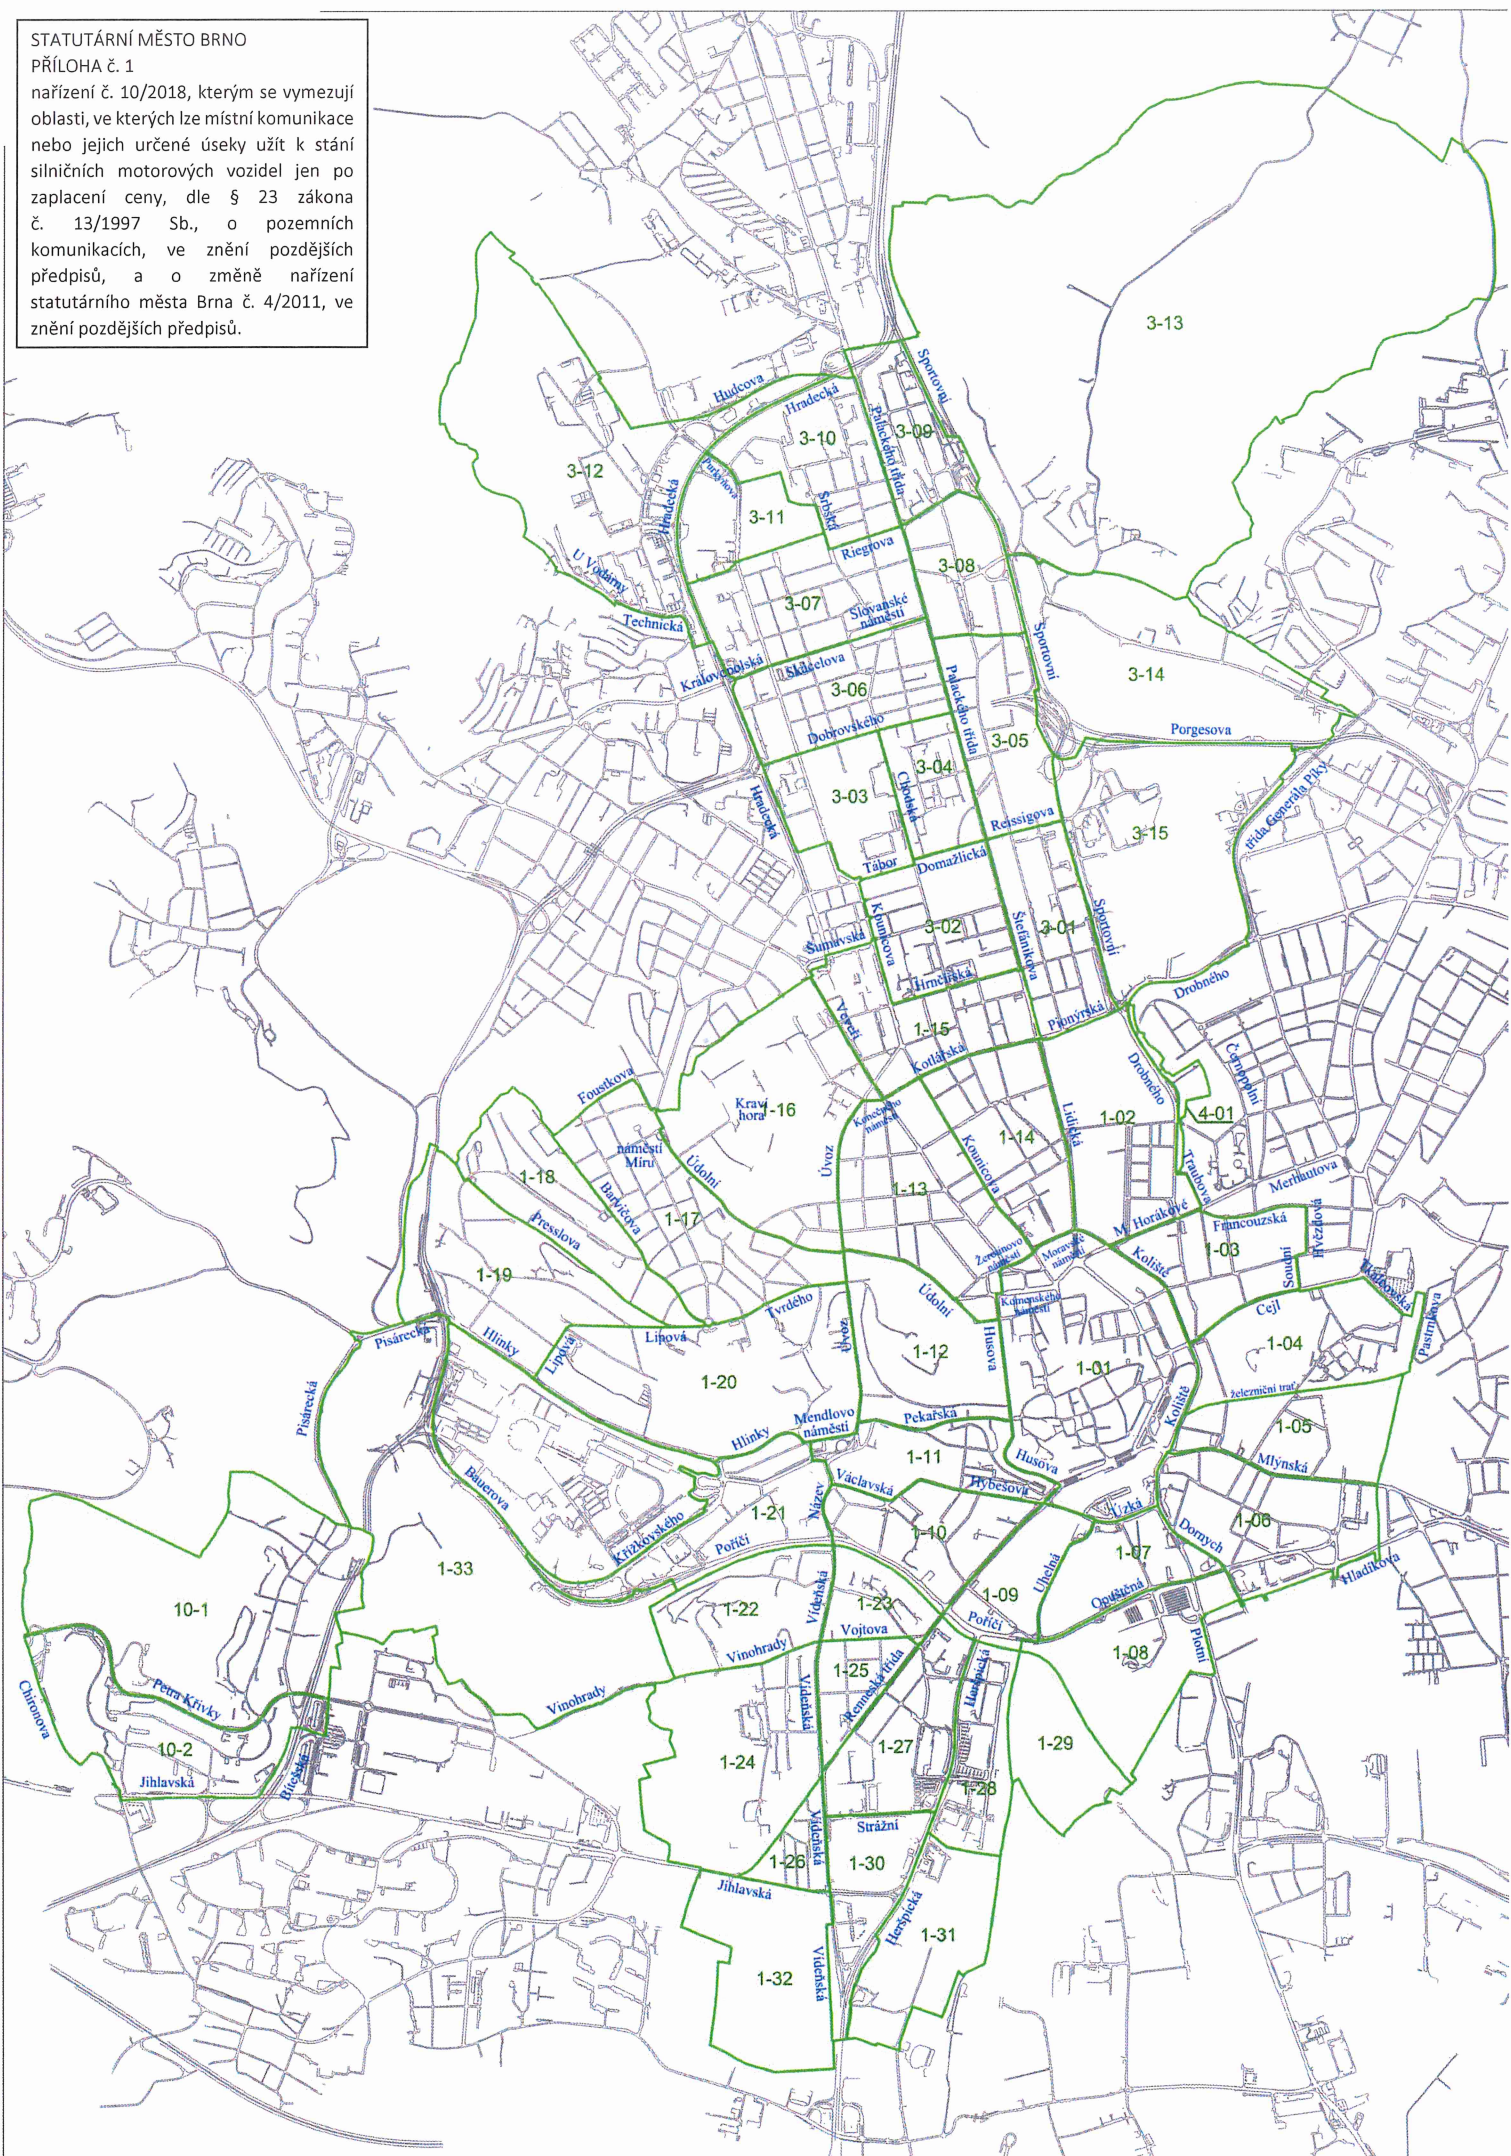 STATUTÁRNÍ MĚSTO BRNO
PŘÍLOHA č. 1
nařízení č. 10/2018, kterým se vymezují
oblasti, ve kterých lze místní komunikace
nebo jejich určené úseky užít k stání
silničních motorových vozidel jen po
zaplacení ceny, dle § 23 zákona
č. 13/1997 Sb., o pozemních
komunikacích, ve znění pozdějších
předpisů, a o změně nařízení
statutárního města Brna č. 4/2011, ve
znění pozdějších předpisů.
3-13
Sportovní
Hudcova
Hradecká
Palackého třída
3-09
3-10
3-12
Purkyňova
Hradecká
3-11
Srbská
Riegrova
U Vodárny
3-08
3-07
Slovanské
náměstí
Technická
Sportovní
Královopolská
Skácelova
3-06
3-14
Palackého třída
Dobrovského
Porgesova
3-05
3-04
3-03
Chodská
Hradecká
třída Generála Píky
Reissigova
3-15
Tábor
Domažlická
Kounicova
3-02
Štefánikova
3-01
Sportovní
Šumavská
Hrnčířská
Drobného
Veveří
1-15
Pionýrská
Kotlářská
Černopolní
Drobného
Foustkova
Kraví
hora
1-16
Konečného
náměstí
1-14
Lidická
1-02
4-01
náměstí
Míru
Údolní
Úvoz
Kounicova
1-18
Barvičova
1-13
Traubova
Merhautova
1-17
Presslova
M. Horákové
Francouzská
Hvězdová
Žerotínovo
náměstí
Moravské
náměstí
Koliště
1-03
Soudní
1-19
Tkalcovská
Tvrdého
Údolní
Komenského
náměstí
Cejl
Pastrnkova
Pisárecká
Hlinky
Lipová
Lipová
Úvoz
Husova
1-12
1-01
1-04
1-20
Pisárecká
železniční trať
Koliště
Mendlovo
náměstí
Pekařská
1-05
Hlinky
1-11
Husova
Mlýnská
Bauerova
Václavská
Hybešova
Název
1-21
Úzká
1-06
Křížkovského
Poříčí
1-10
Dornych
1-07
1-33
Uhelná
Hladíkova
10-1
1-22
Vídeňská
1-23
1-09
Opuštěná
Poříčí
Vojtova
Plotní
Vinohrady
1-08
1-25
Heršpická
Chironova
Petra Křivky
Vinohrady
Vídeňská
Renneská třída
10-2
1-24
1-27
1-29
Jihlavská
Bítešská
1-28
Vídeňská
Strážní
1-26
1-30
Jihlavská
Heršpická
1-31
1-32
Vídeňská